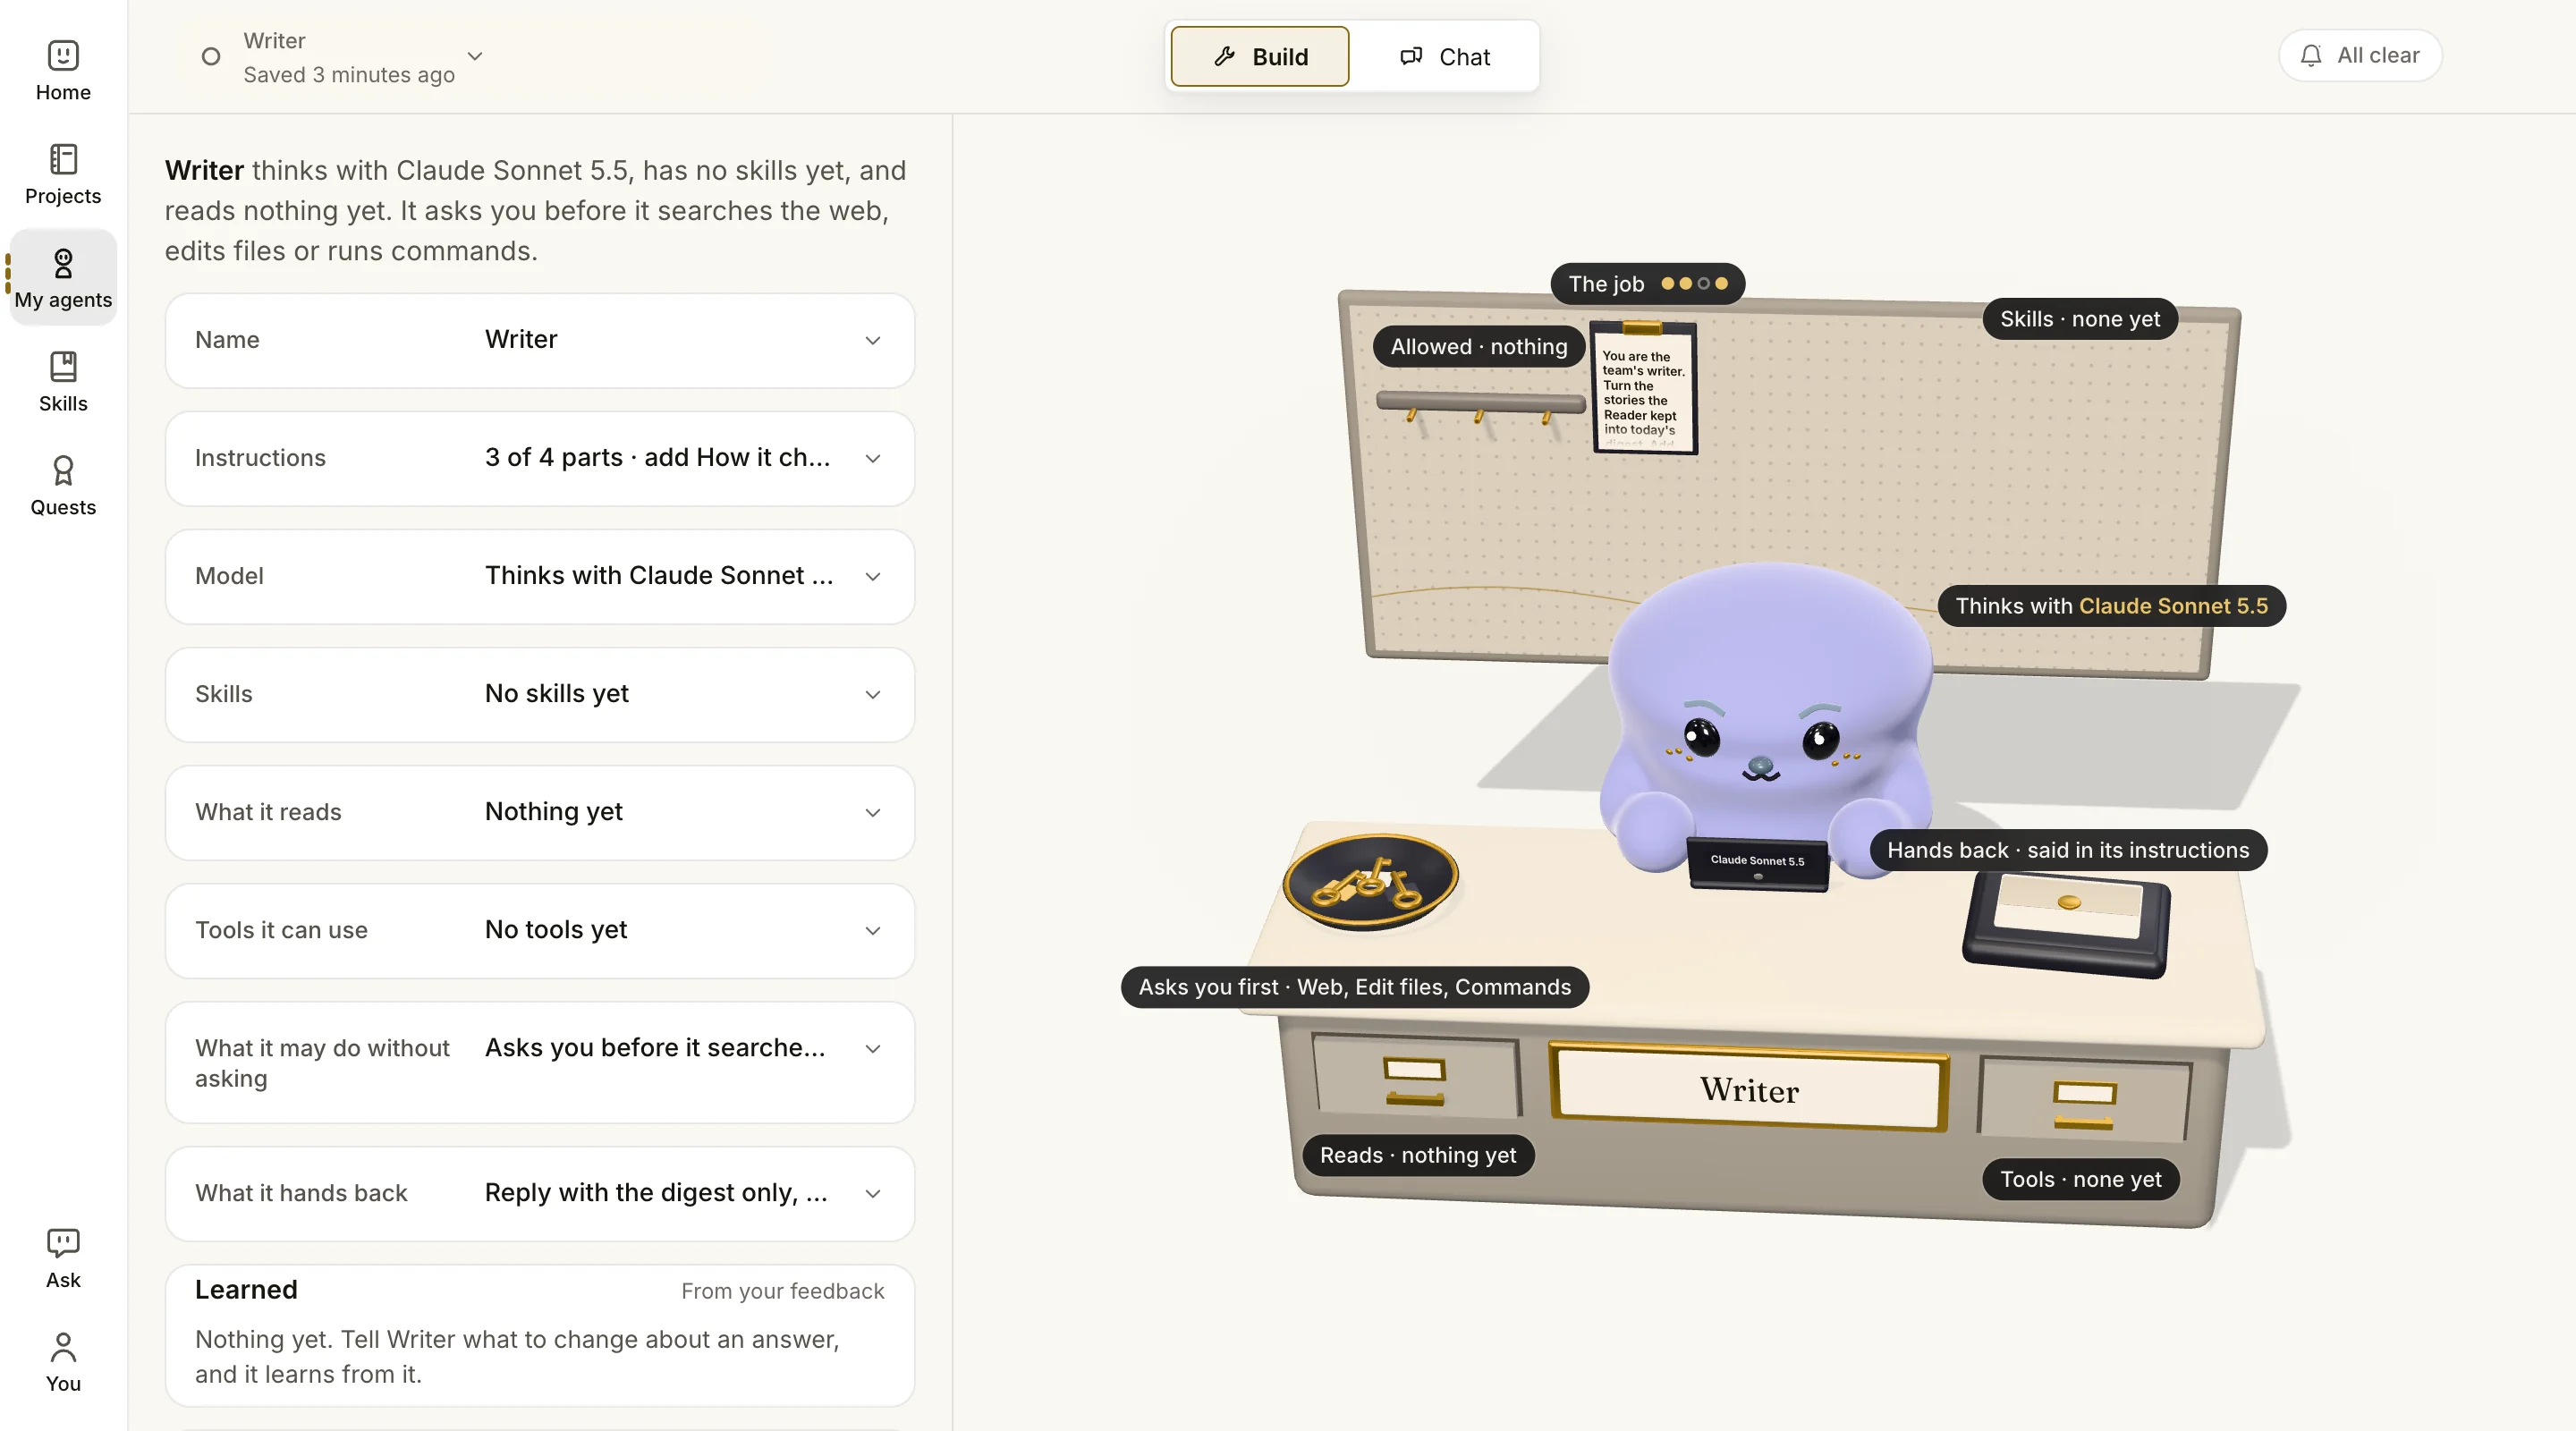 Home
Projects
My agents
Skills
Quests
Ask
You
Writer
Saved 3 minutes ago
Build
Chat
All clear
Writer thinks with Claude Sonnet 5.5, has no skills yet, and
reads nothing yet. It asks you before it searches the web,
edits files or runs commands.
Name
Writer
Instructions
3 of 4 parts · add How it ch...
Model
Thinks with Claude Sonnet ...
Skills
No skills yet
What it reads
Nothing yet
Tools it can use
No tools yet
What it may do without
asking
Asks you before it searche...
What it hands back
Reply with the digest only, ...
Learned
From your feedback
Nothing yet. Tell Writer what to change about an answer,
and it learns from it.
The job
Allowed · nothing
Skills · none yet
You are the
team's writer.
Turn the
stories the
Reader kept
into today's
digest. Add
Thinks with Claude Sonnet 5.5
Claude Sonnet 5.5
Hands back · said in its instructions
Asks you first · Web, Edit files, Commands
Writer
Reads · nothing yet
Tools · none yet